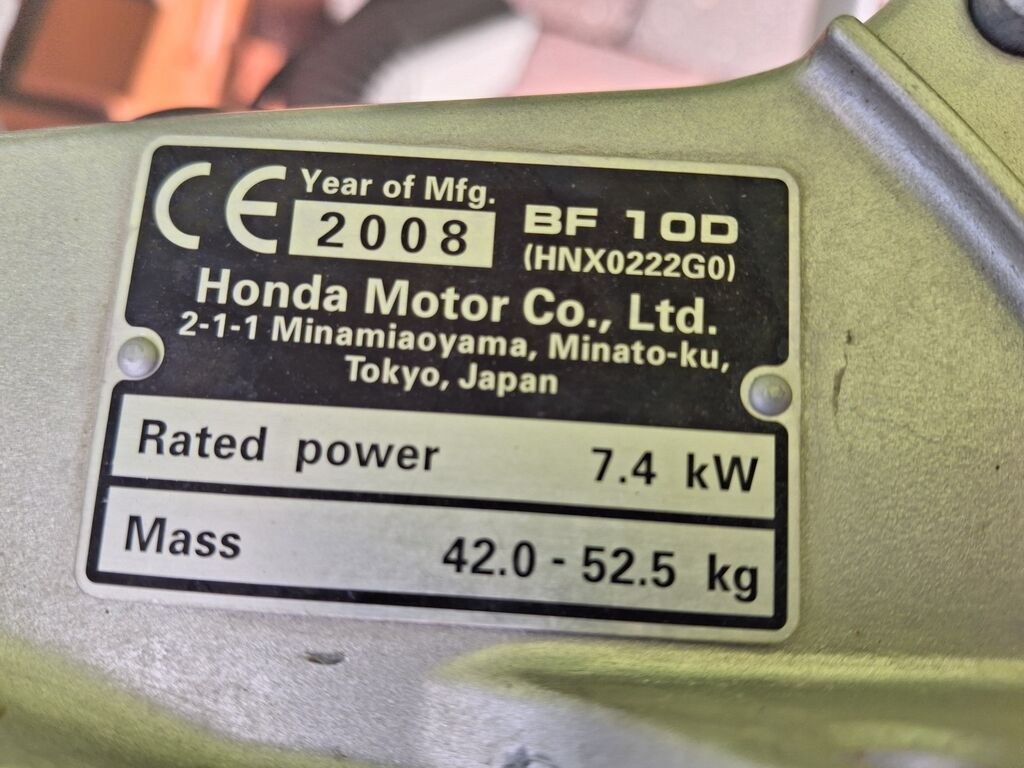 CE Year of Mfg.
2008 BF 10D
(HNX0222G0)
Honda Motor Co., Ltd.
2-1-1 Minamiaoyama, Minato-ku,
Tokyo, Japan
Rated power 7.4 kW
Mass 42.0 - 52.5 kg